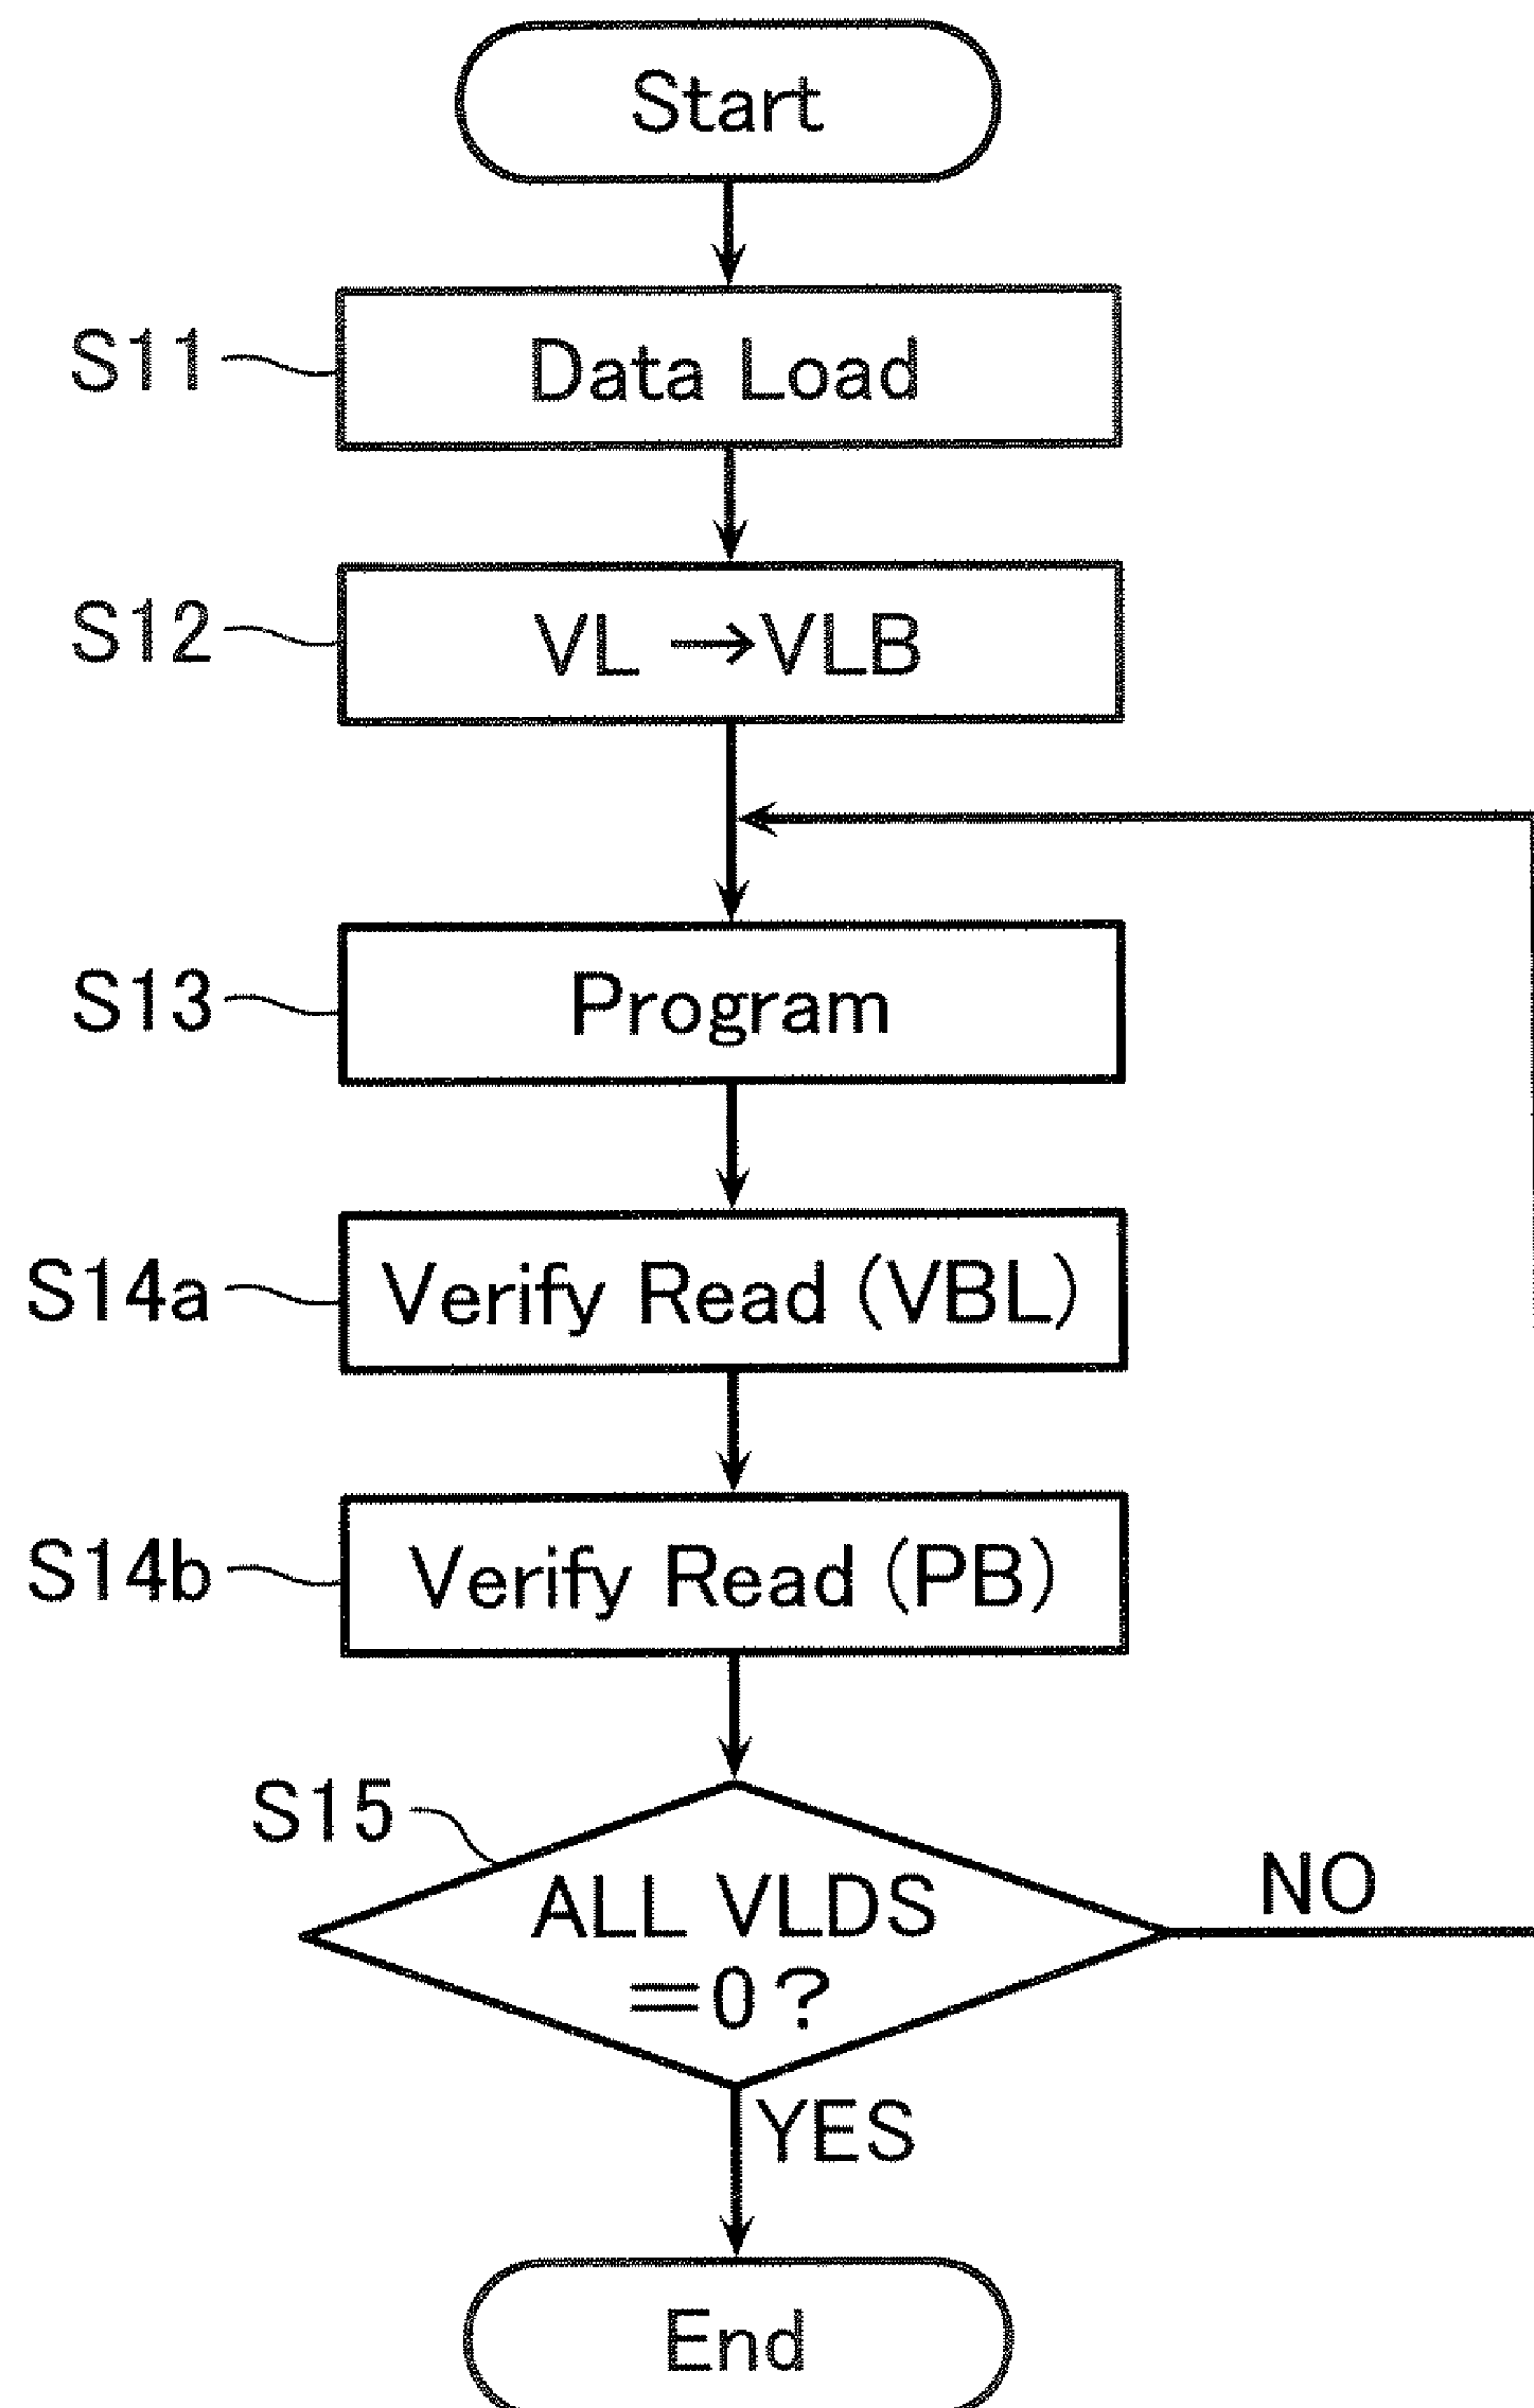 Start
S11
Data Load
S12
VL →VLB
S13
Program
S14a
Verify Read (VBL)
S14b
Verify Read (PB)
S15
ALL VLDS
=0?
NO
YES
End